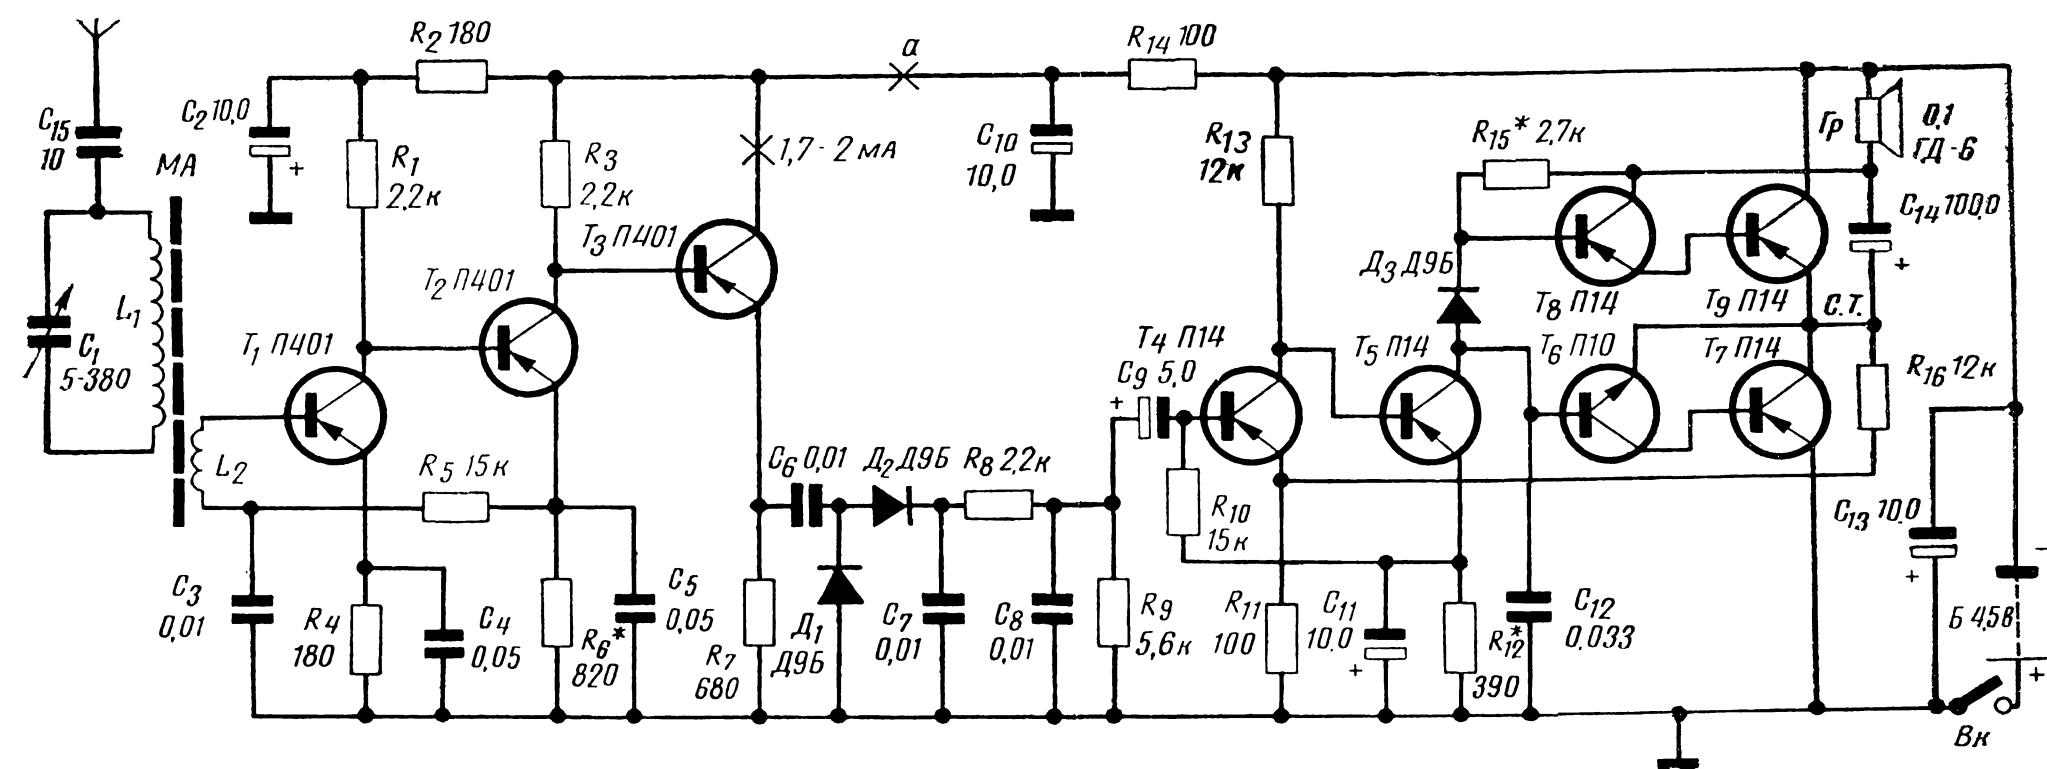 R2 180
a
R14 100
C15
10
МА
C2 10,0
+
R1
2,2к
R3
2,2к
1,7-2 мА
C10
10,0
R13
12к
R15* 2,7к
Гр
0,1
ГД-6
C14 100,0
+
L1
C1
5-380
T1 П401
T2 П401
T3 П401
Д3 Д9Б
T8 П14
T9 П14
С.Т.
T4 П14
C9 5,0
+
T5 П14
T6 П10
T7 П14
R16 12к
L2
R5 15к
C6 0,01
Д2 Д9Б
R8 2,2к
R10
15к
C13 10.0
+
C3
0,01
R4
180
C4
0,05
R6*
820
C5
0,05
R7
680
Д1
Д9Б
C7
0,01
C8
0,01
R9
5,6к
R11
100
C11
10.0
+
R12*
390
C12
0.033
-
Б 4,5в
+
Вк